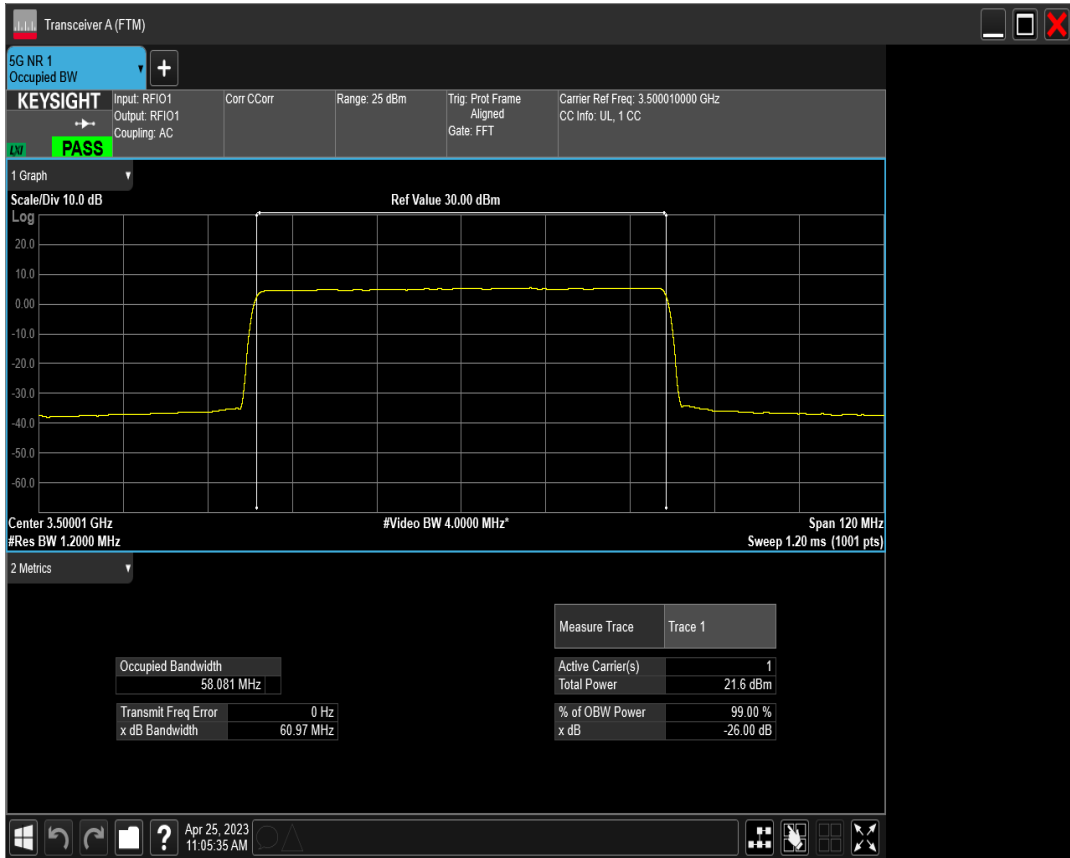 Transceiver A (FTM)
5G NR 1
Occupied BW
+
KEYSIGHT
LXI
PASS
Input: RFIO1
Output: RFIO1
Coupling: AC
Corr CCorr
Range: 25 dBm
Trig: Prot Frame
Aligned
Gate: FFT
Carrier Ref Freq: 3.500010000 GHz
CC Info: UL, 1 CC
1 Graph
Scale/Div 10.0 dB
Ref Value 30.00 dBm
Log
20.0
10.0
0.00
-10.0
-20.0
-30.0
-40.0
-50.0
-60.0
Center 3.50001 GHz
#Video BW 4.0000 MHz*
Span 120 MHz
#Res BW 1.2000 MHz
Sweep 1.20 ms (1001 pts)
2 Metrics
Measure Trace Trace 1
Occupied Bandwidth
58.081 MHz
Active Carrier(s) 1
Total Power 21.6 dBm
Transmit Freq Error 0 Hz
x dB Bandwidth 60.97 MHz
% of OBW Power 99.00 %
x dB -26.00 dB
?
Apr 25, 2023
11:05:35 AM